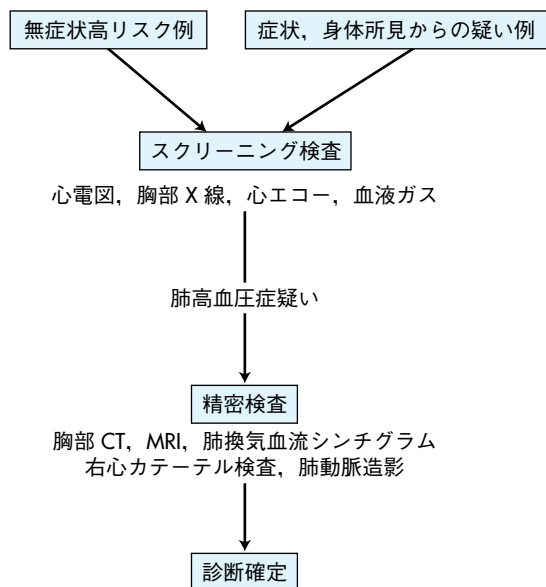 無症状高リスク例
症状,身体所見からの疑い例
スクリーニング検査
心電図,胸部 X 線,心エコー,血液ガス
肺高血圧症疑い
精密検査
胸部 CT,MRI,肺換気血流シンチグラム
右心カテーテル検査,肺動脈造影
診断確定